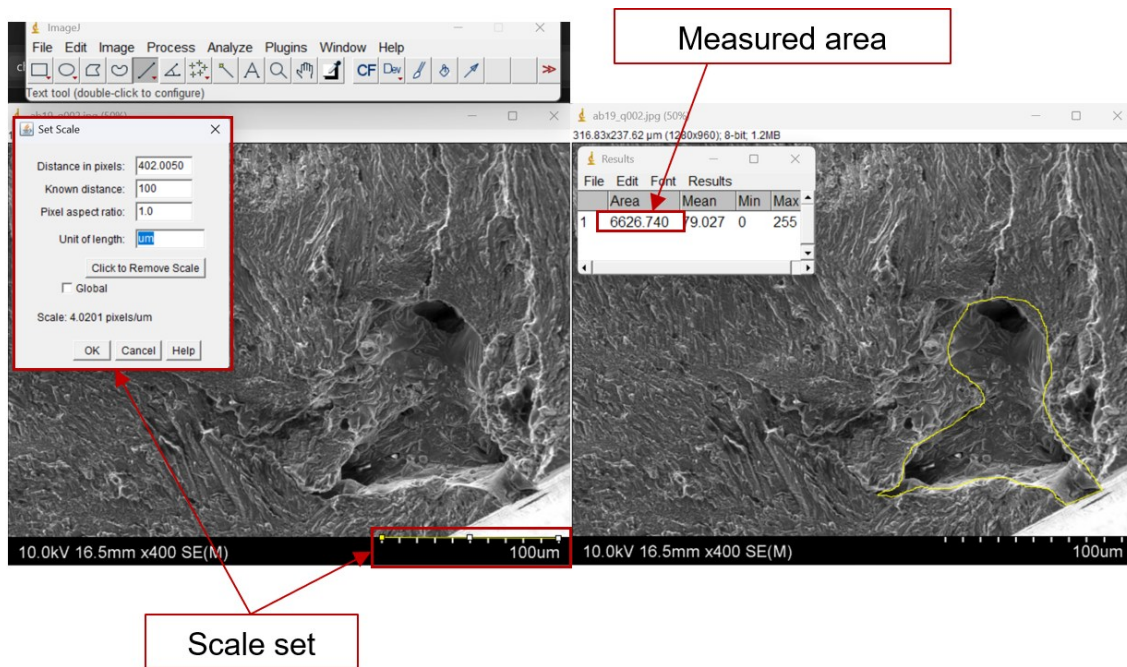 ImageJ
File Edit Image Process Analyze Plugins Window Help
CF Dev
Text tool (double-click to configure)
Measured area
ab19_q002.jpg (50%)
Set Scale
Distance in pixels: 402.0050
Known distance: 100
Pixel aspect ratio: 1.0
Unit of length: um
Click to Remove Scale
Global
Scale: 4.0201 pixels/um
OK Cancel Help
10.0kV 16.5mm x400 SE(M) 100um
ab19_q002.jpg (50%)
316.83x237.62 µm (1280x960); 8-bit; 1.2MB
Results
File Edit Font Results
Area Mean Min Max
1 6626.740 79.027 0 255
10.0kV 16.5mm x400 SE(M) 100um
Scale set